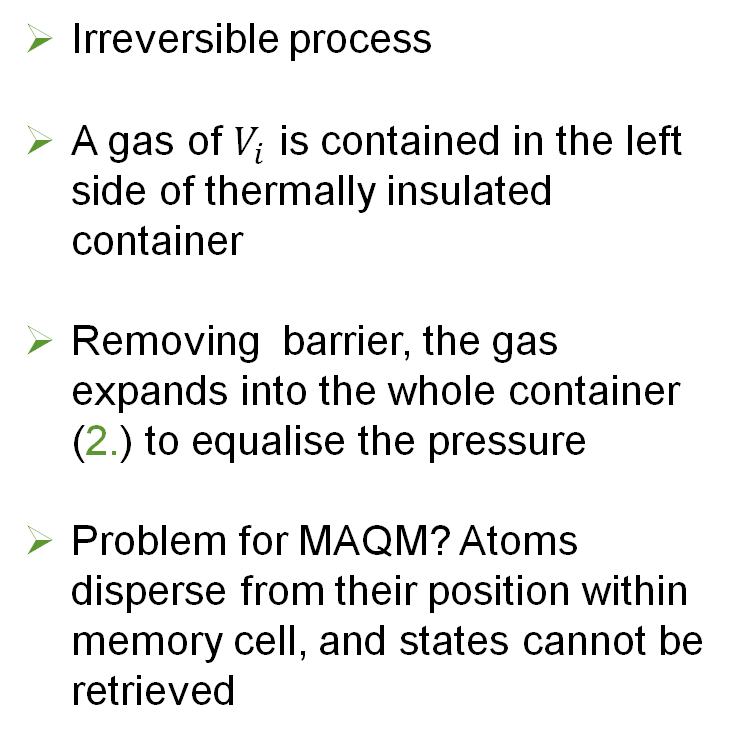 ➢ Irreversible process
➢ A gas of Vᵢ is contained in the left
side of thermally insulated
container
➢ Removing  barrier, the gas
expands into the whole container
(2.) to equalise the pressure
➢ Problem for MAQM? Atoms
disperse from their position within
memory cell, and states cannot be
retrieved